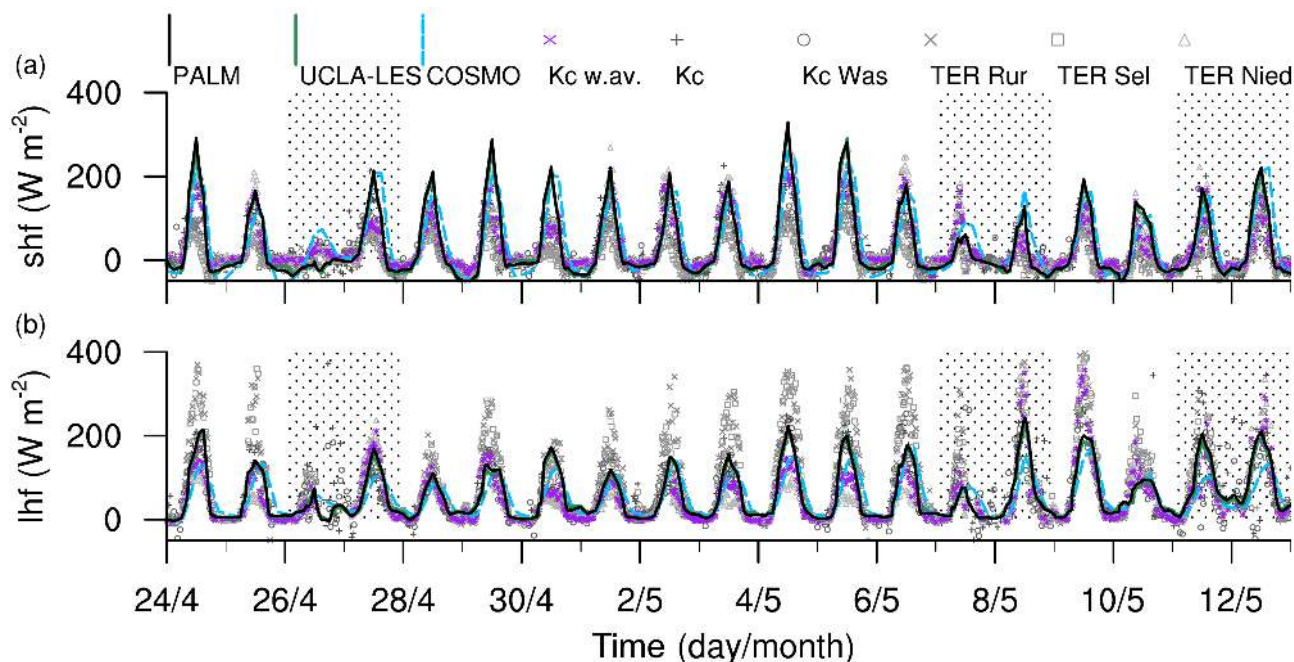 (a)
PALM UCLA-LES COSMO Kc w.av. Kc Kc Was TER Rur TER Sel TER Nied
400
200
0
shf (W m-2)
(b)
400
200
0
lhf (W m-2)
24/4 26/4 28/4 30/4 2/5 4/5 6/5 8/5 10/5 12/5
Time (day/month)